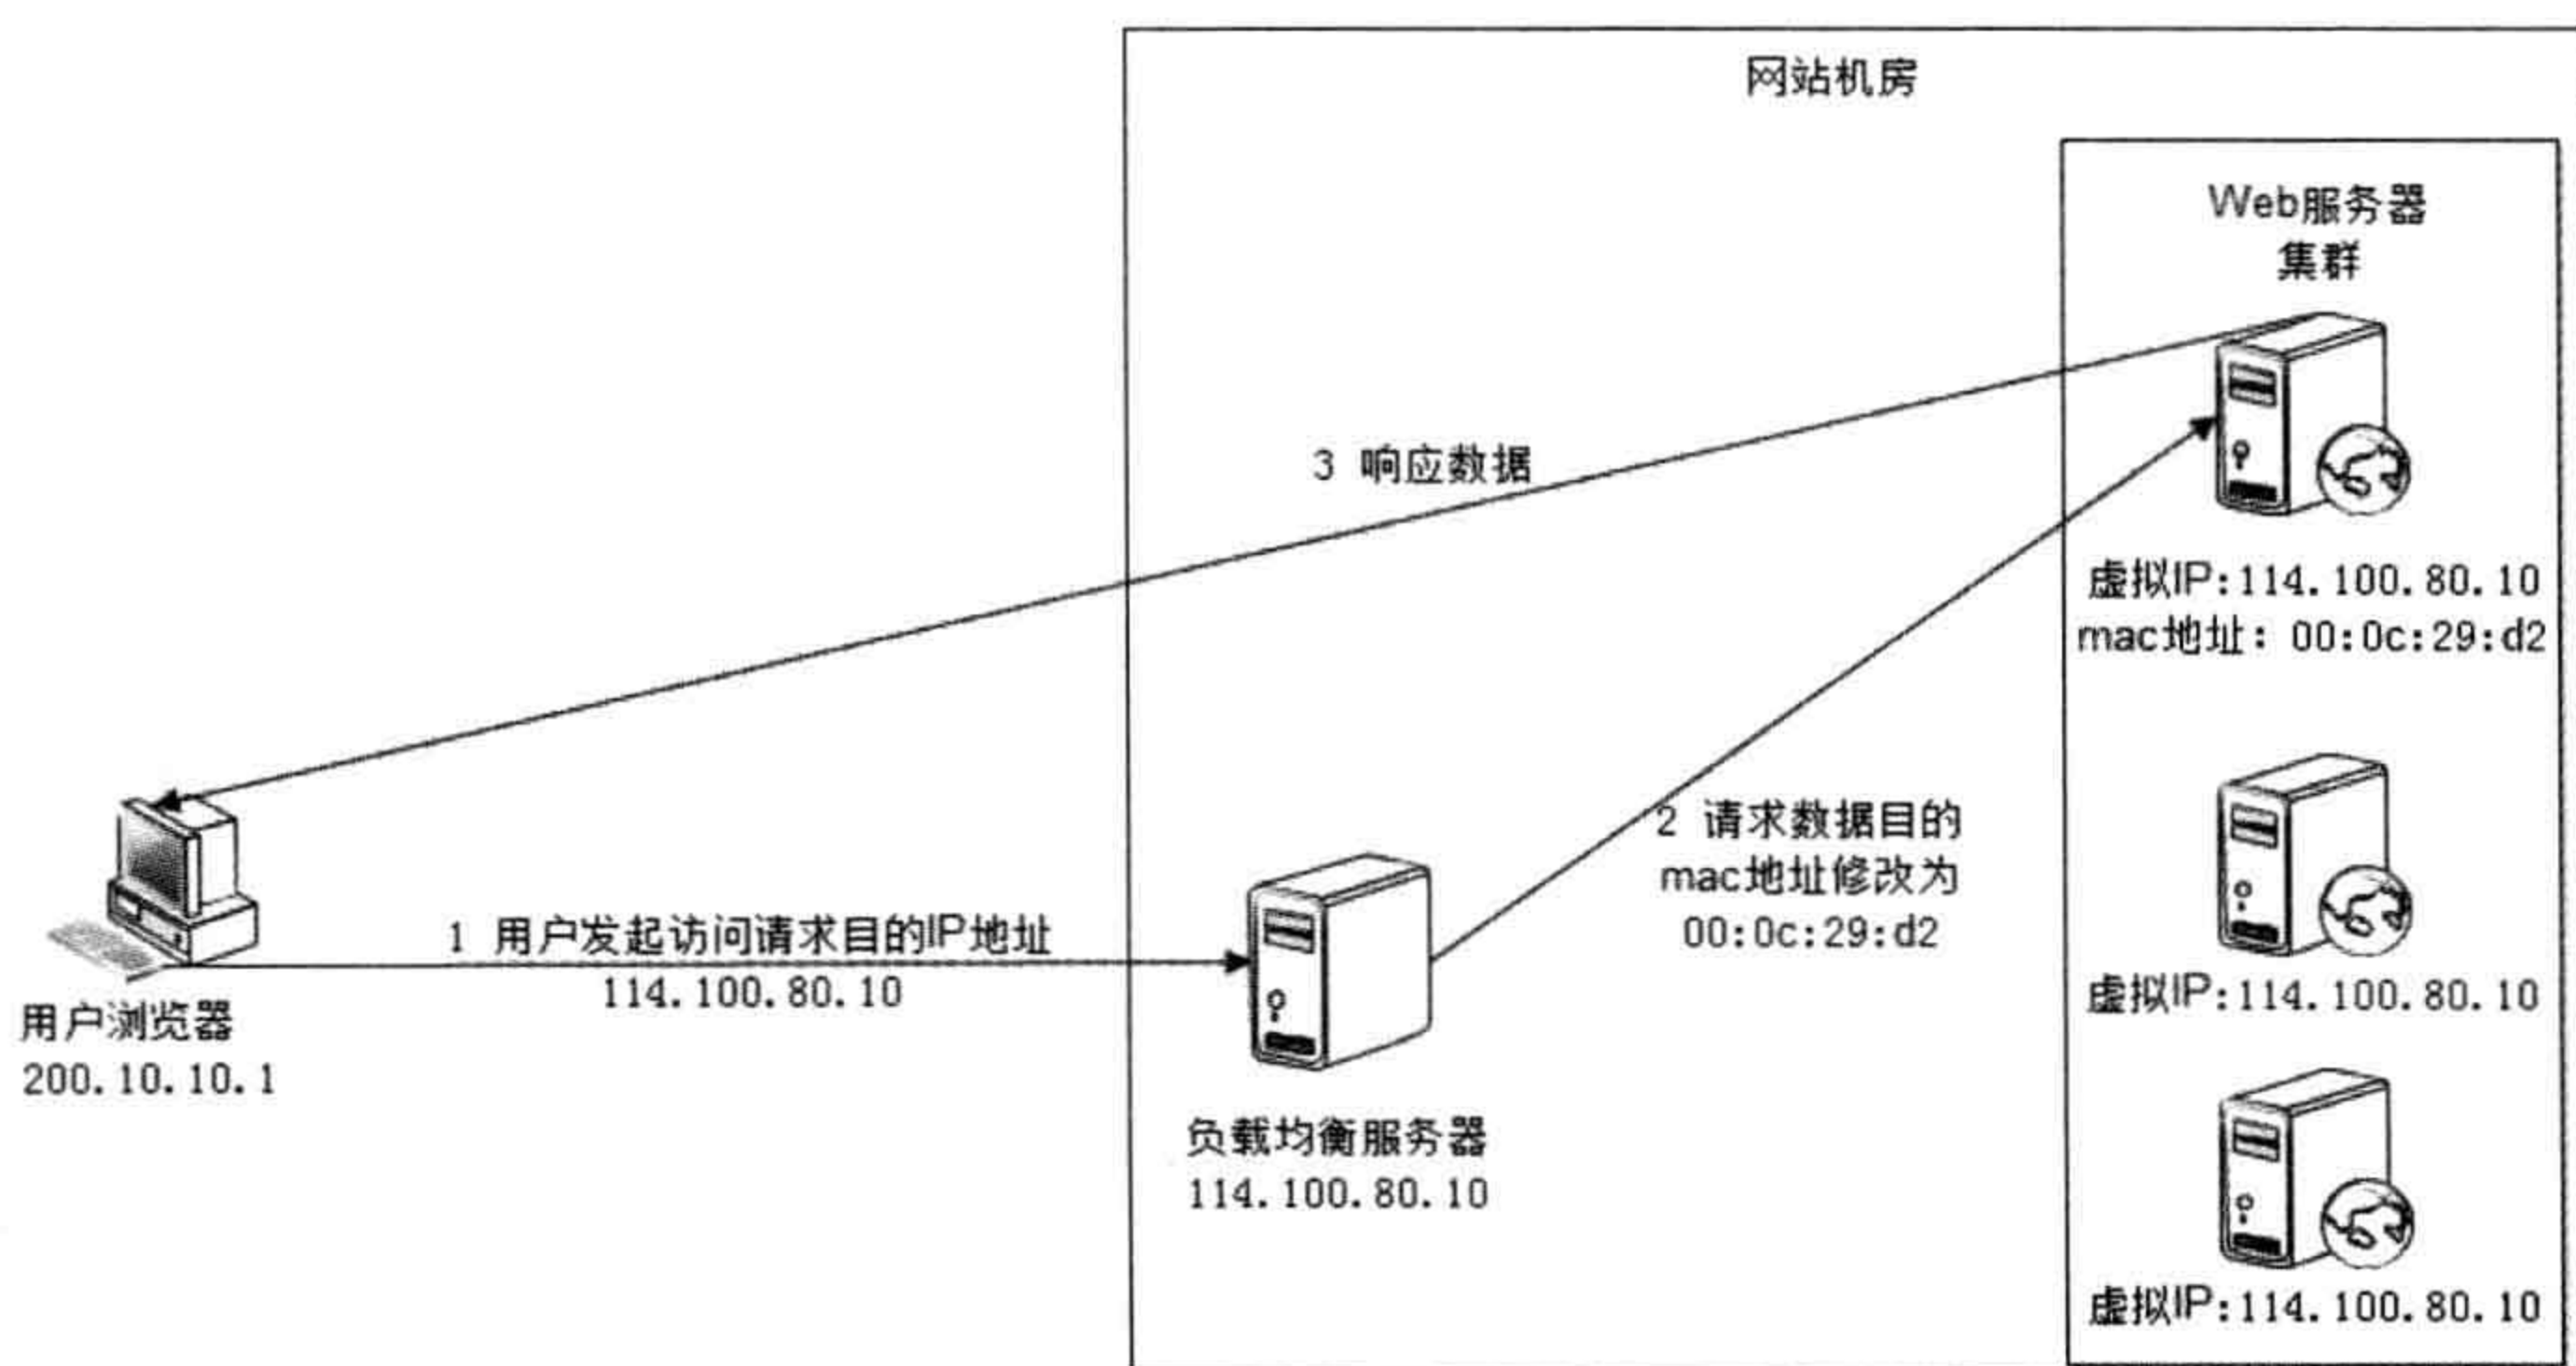 网站机房
Web服务器
集群
3 响应数据
虚拟IP:114.100.80.10
mac地址：00:0c:29:d2
2 请求数据目的
mac地址修改为
00:0c:29:d2
1 用户发起访问请求目的IP地址
114.100.80.10
用户浏览器
200.10.10.1
负载均衡服务器
114.100.80.10
虚拟IP:114.100.80.10
虚拟IP:114.100.80.10